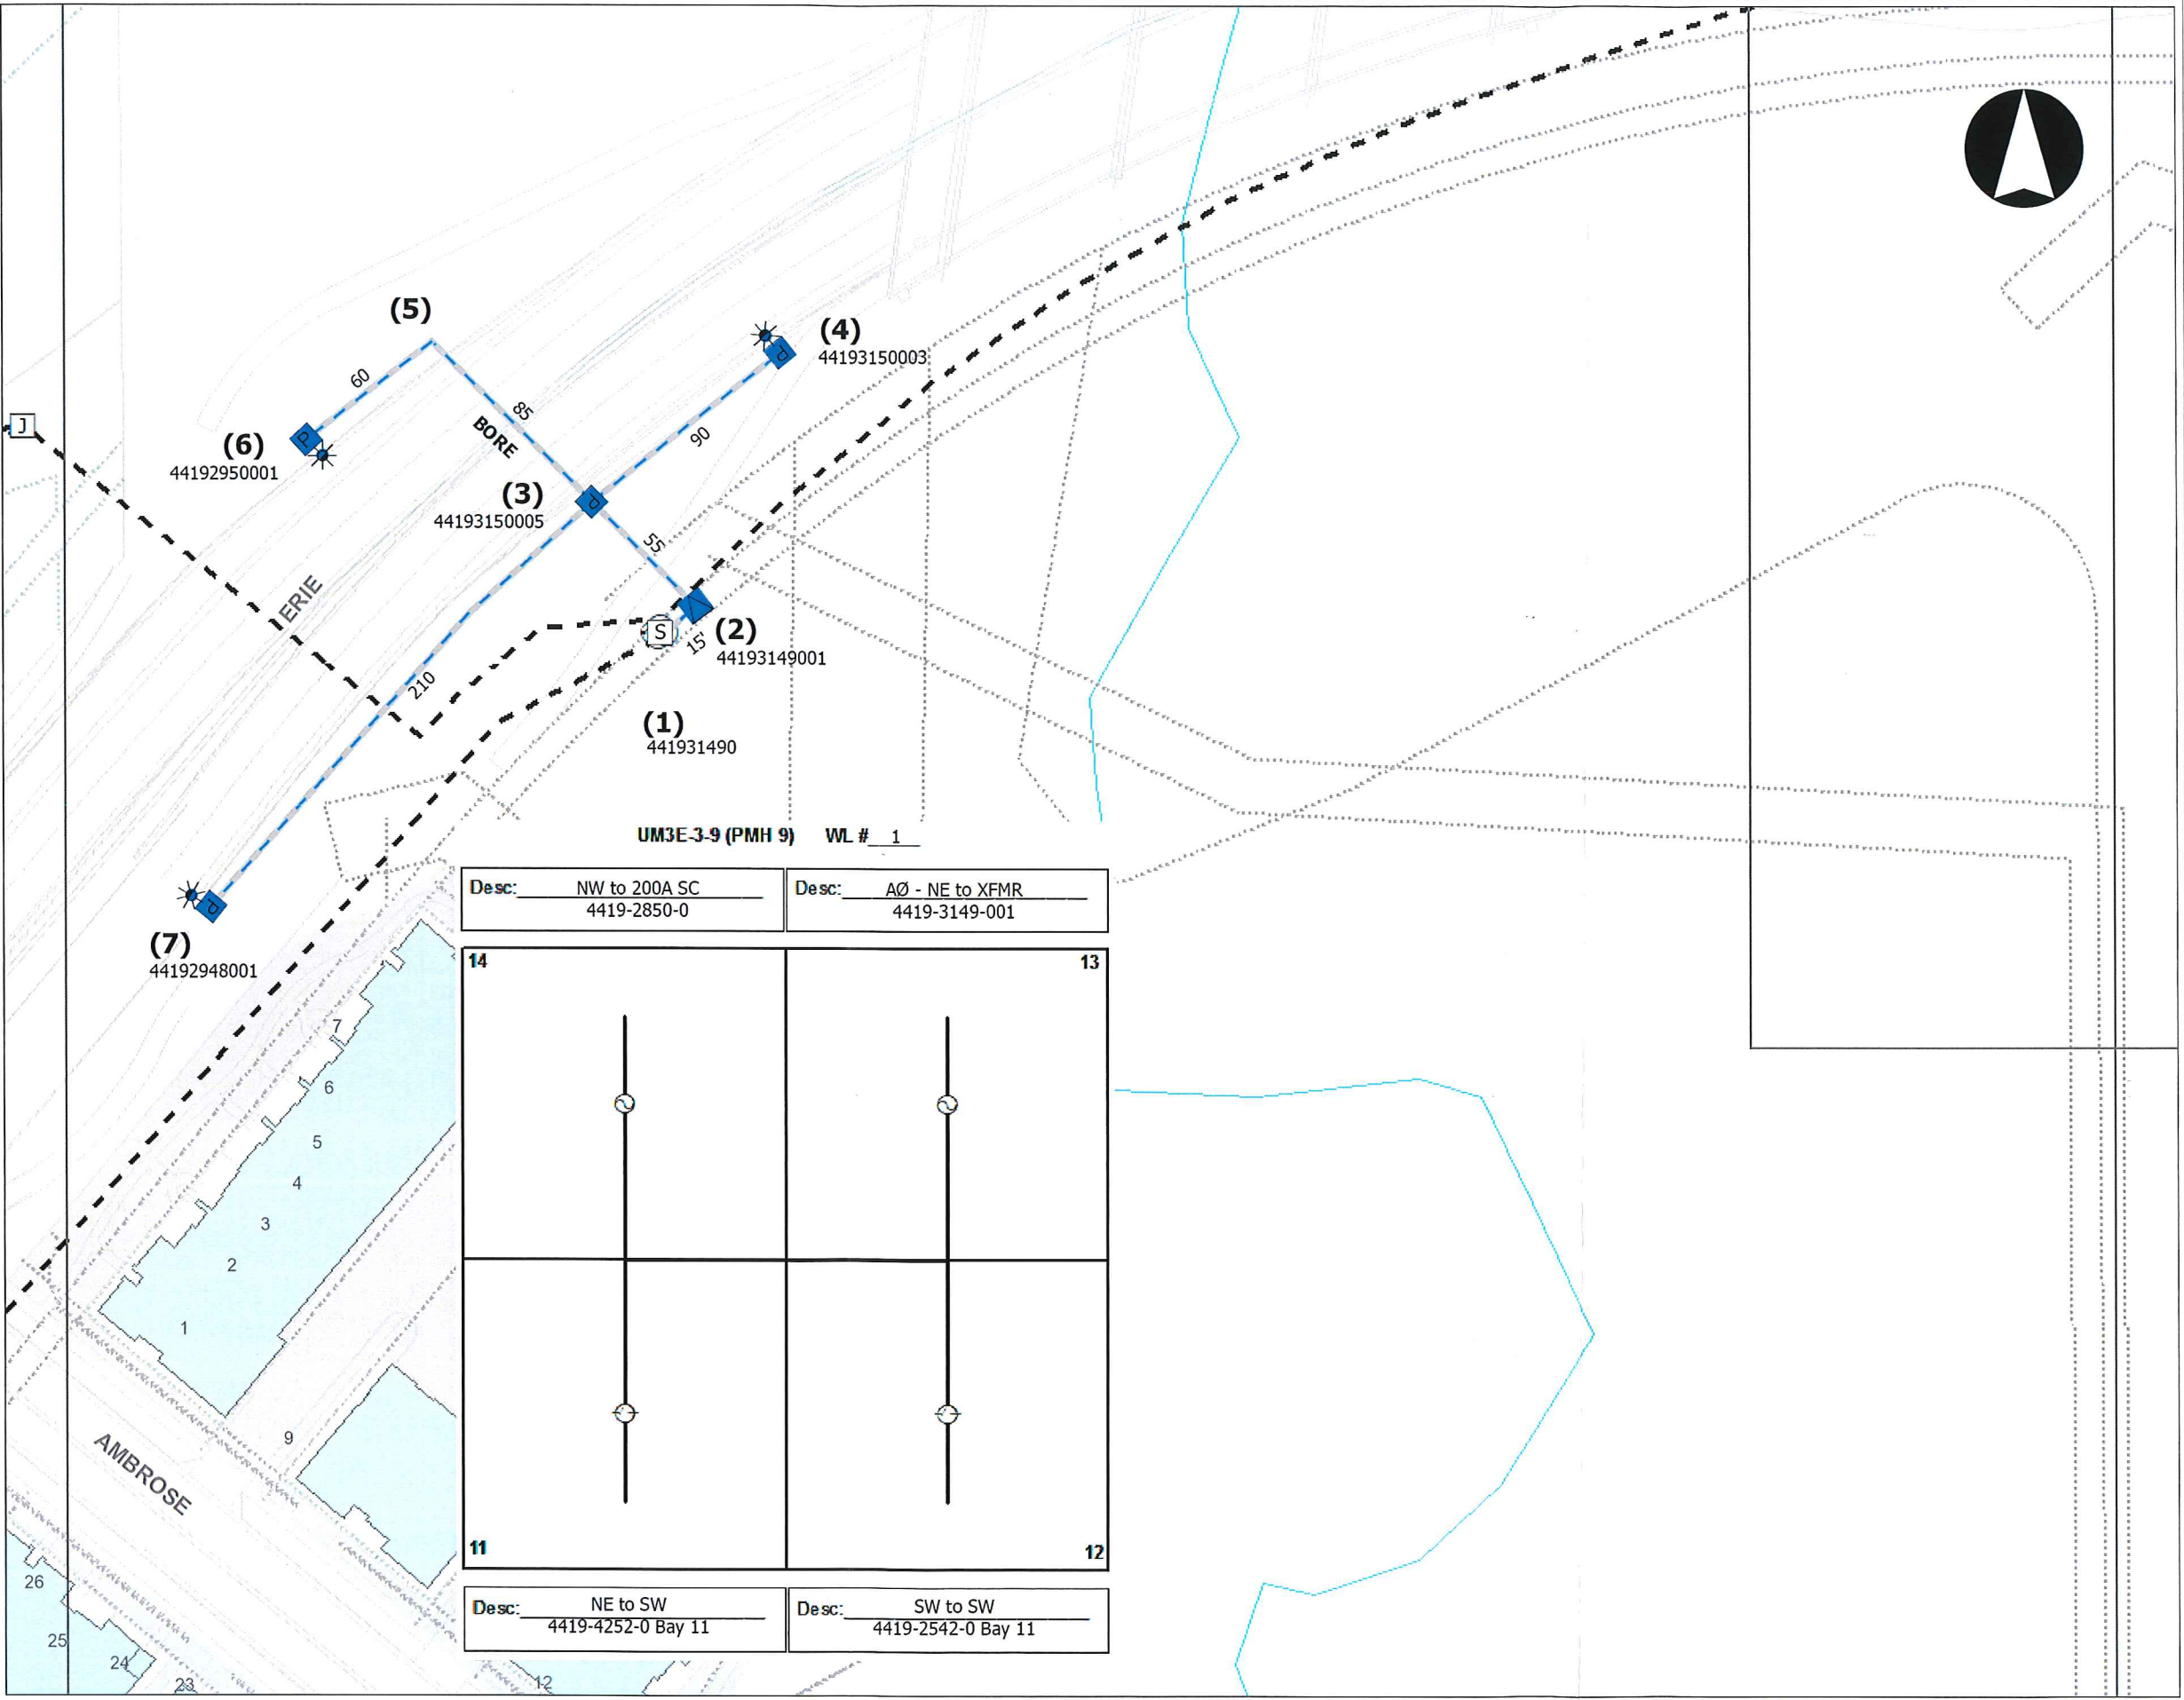 (5)
60
85
BORE
(4)
44193150003
90
J
(6)
P
44192950001
(3)
P
44193150005
P
55
ERIE
S
15'
(2)
44193149001
210
(1)
441931490
P
(7)
44192948001
UM3E-3-9 (PMH 9) WL # 1
Desc: NW to 200A SC
4419-2850-0
Desc: AØ - NE to XFMR
4419-3149-001
14
13
11
12
Desc: NE to SW
4419-4252-0 Bay 11
Desc: SW to SW
4419-2542-0 Bay 11
7
6
5
4
3
2
1
9
AMBROSE
26
25
24
23
12